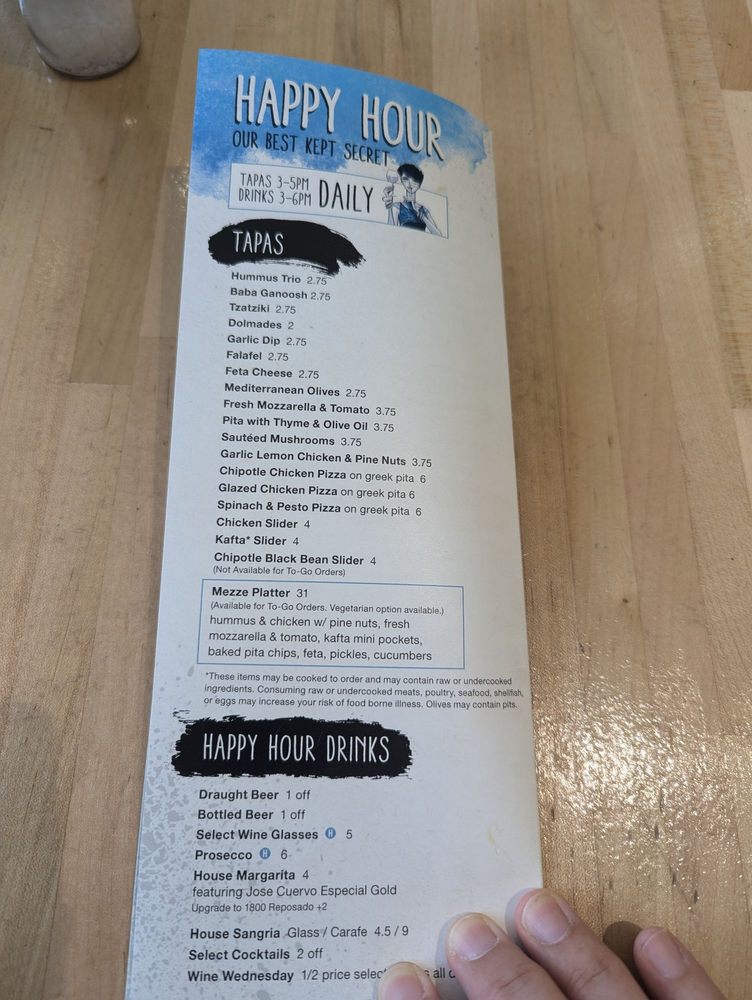 HAPPY HOUR
OUR BEST KEPT SECRET
TAPAS 3-5PM
DRINKS 3-6PM
DAILY
TAPAS
Hummus Trio 2.75
Baba Ganoosh 2.75
Tzatziki 2.75
Dolmades 2
Garlic Dip 2.75
Falafel 2.75
Feta Cheese 2.75
Mediterranean Olives 2.75
Fresh Mozzarella & Tomato 3.75
Pita with Thyme & Olive Oil 3.75
Sautéed Mushrooms 3.75
Garlic Lemon Chicken & Pine Nuts 3.75
Chipotle Chicken Pizza on greek pita 6
Glazed Chicken Pizza on greek pita 6
Spinach & Pesto Pizza on greek pita 6
Chicken Slider 4
Kafta* Slider 4
Chipotle Black Bean Slider 4
(Not Available for To-Go Orders)
Mezze Platter 31
(Available for To-Go Orders. Vegetarian option available.)
hummus & chicken w/ pine nuts, fresh
mozzarella & tomato, kafta mini pockets,
baked pita chips, feta, pickles, cucumbers
*These items may be cooked to order and may contain raw or undercooked
ingredients. Consuming raw or undercooked meats, poultry, seafood, shellfish,
or eggs may increase your risk of food borne illness. Olives may contain pits.
HAPPY HOUR DRINKS
Draught Beer 1 off
Bottled Beer 1 off
Select Wine Glasses H 5
Prosecco H 6
House Margarita 4
featuring Jose Cuervo Especial Gold
Upgrade to 1800 Reposado +2
House Sangria Glass / Carafe 4.5 / 9
Select Cocktails 2 off
Wine Wednesday 1/2 price all